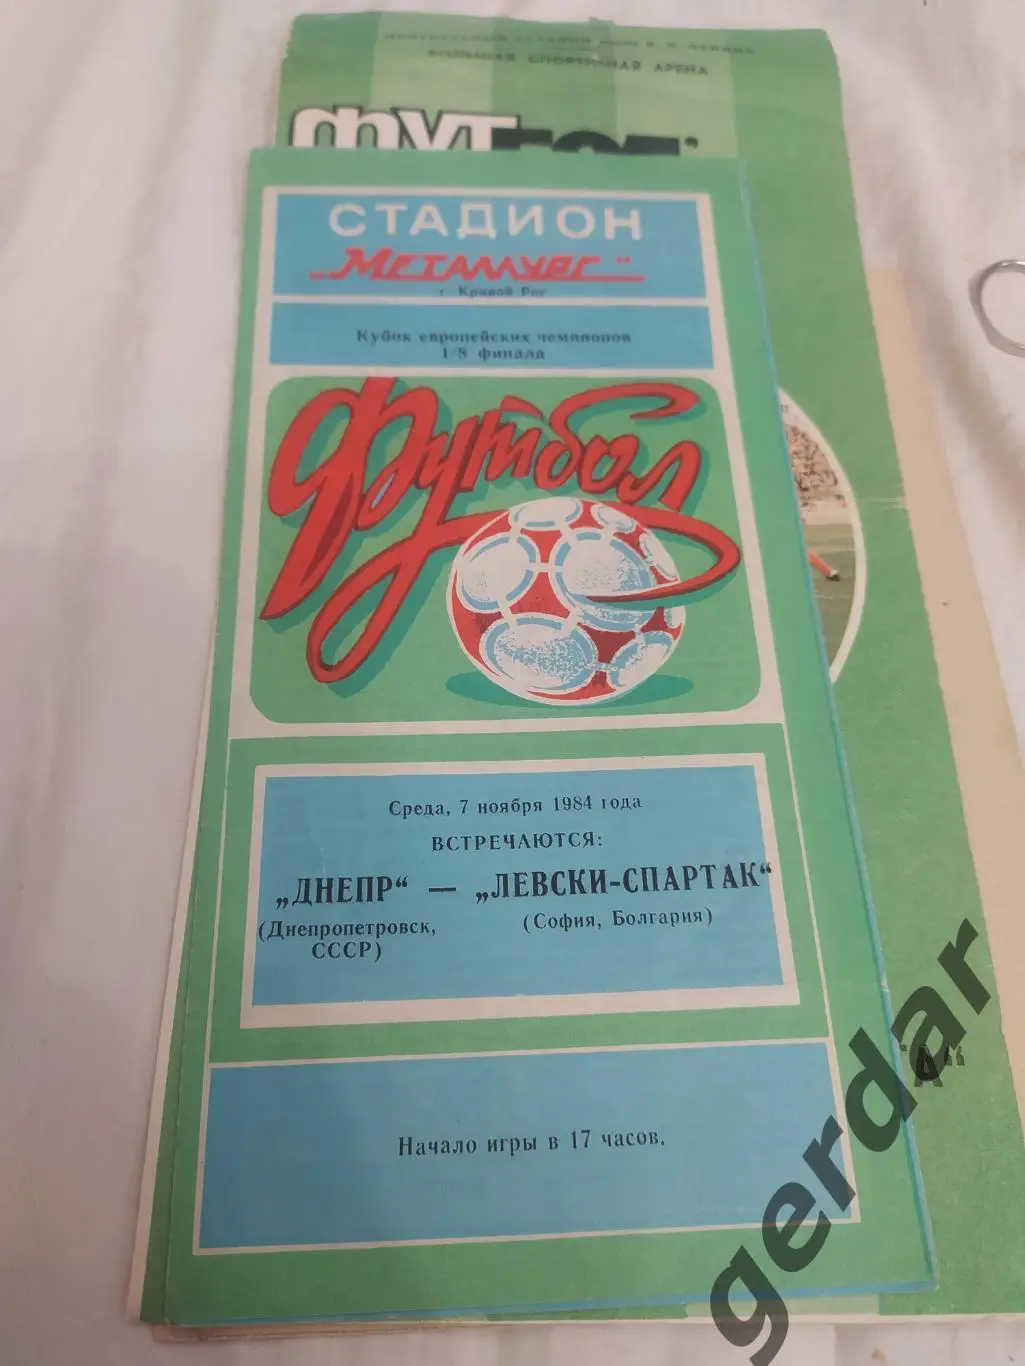 БОЛЬШАЯ СПОРТИВНАЯ АРЕНА
СТАДИОН
„Металлург"
г. Кривой Рог
Кубок европейских чемпионов
1/8 финала
Футбол
Среда, 7 ноября 1984 года
ВСТРЕЧАЮТСЯ:
„ДНЕПР“ — „ЛЕВСКИ-СПАРТАК“
(Днепропетровск, СССР)
(София, Болгария)
Начало игры в 17 часов.
А“
gerdar